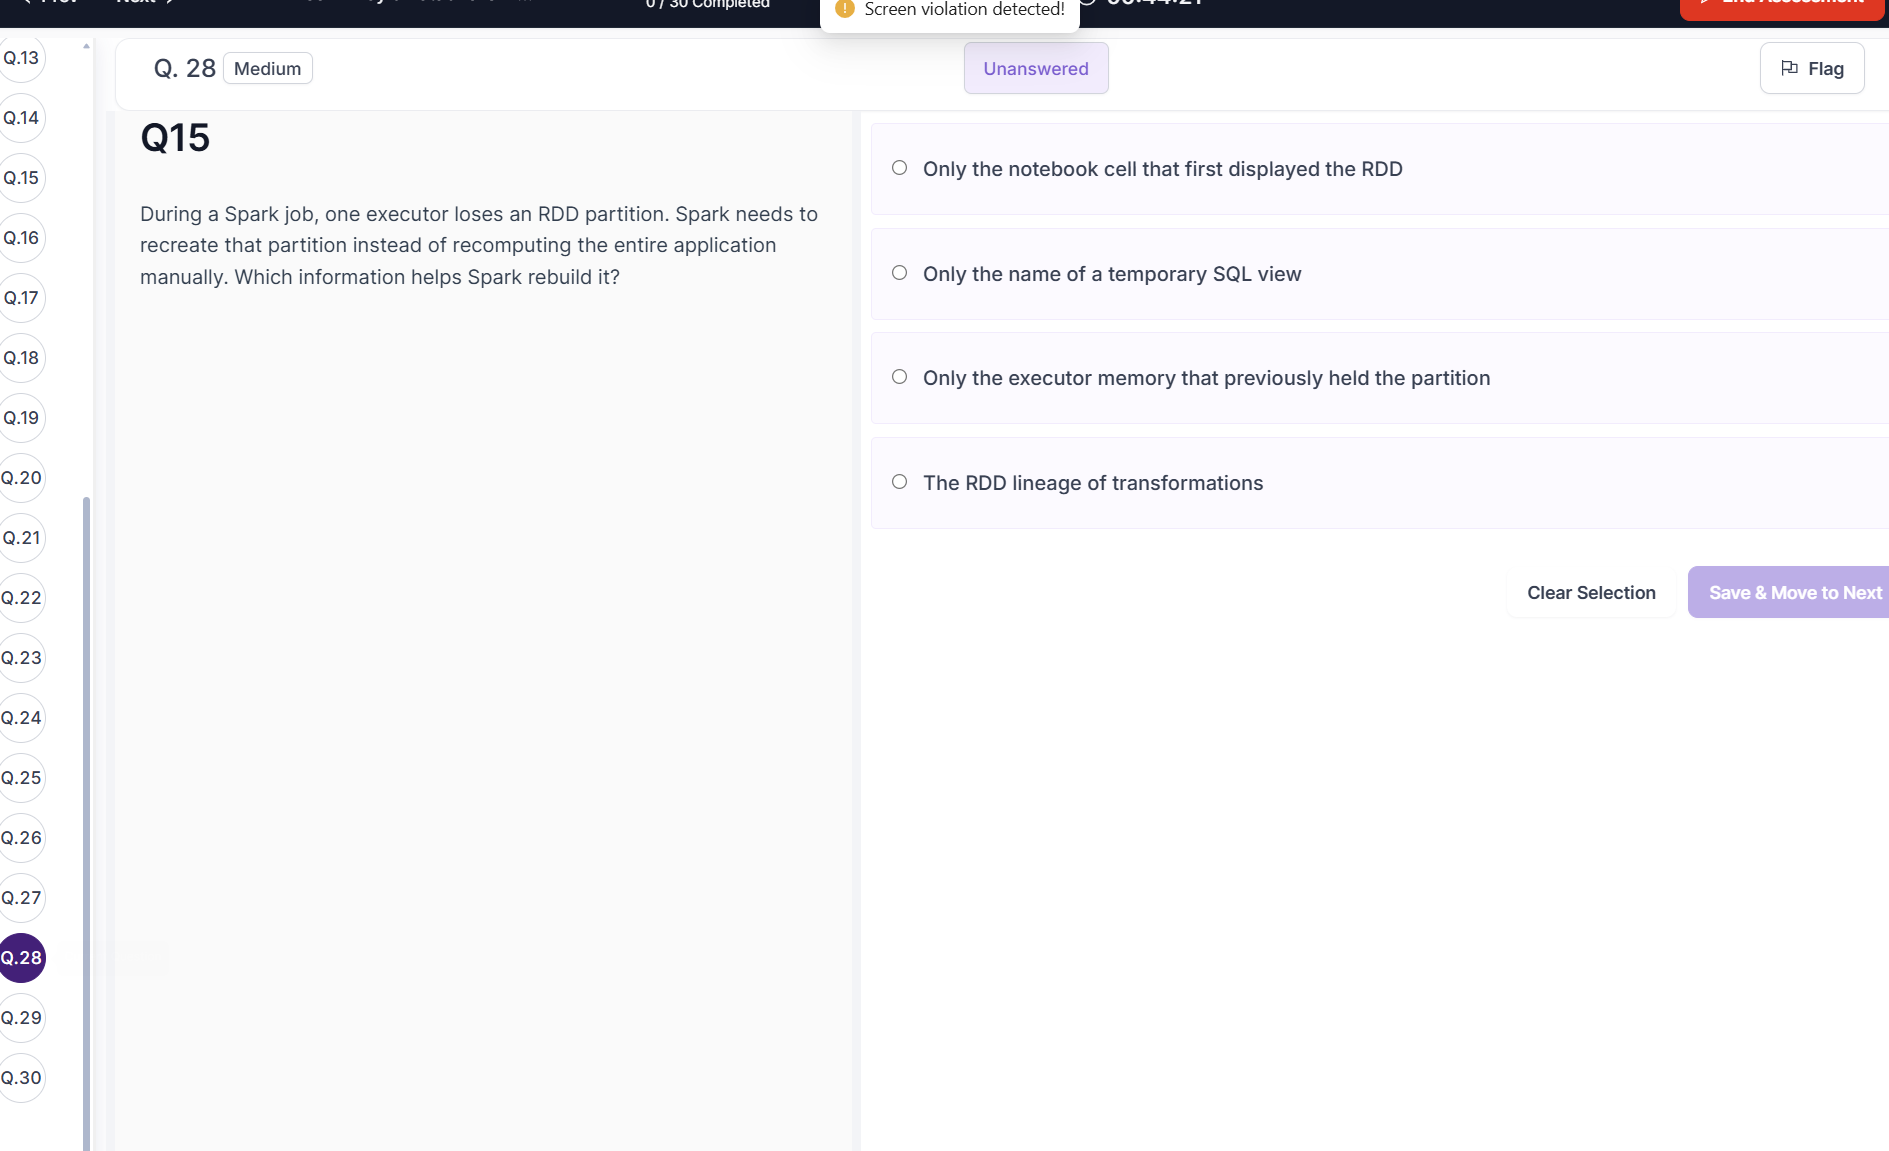 0 / 30 Completed
Screen violation detected!
End Assessment
Q.13
Q.14
Q.15
Q.16
Q.17
Q.18
Q.19
Q.20
Q.21
Q.22
Q.23
Q.24
Q.25
Q.26
Q.27
Q.28
Q.29
Q.30
Q. 28 Medium
Unanswered
Flag
Q15
During a Spark job, one executor loses an RDD partition. Spark needs to
recreate that partition instead of recomputing the entire application
manually. Which information helps Spark rebuild it?
Only the notebook cell that first displayed the RDD
Only the name of a temporary SQL view
Only the executor memory that previously held the partition
The RDD lineage of transformations
Clear Selection
Save & Move to Next